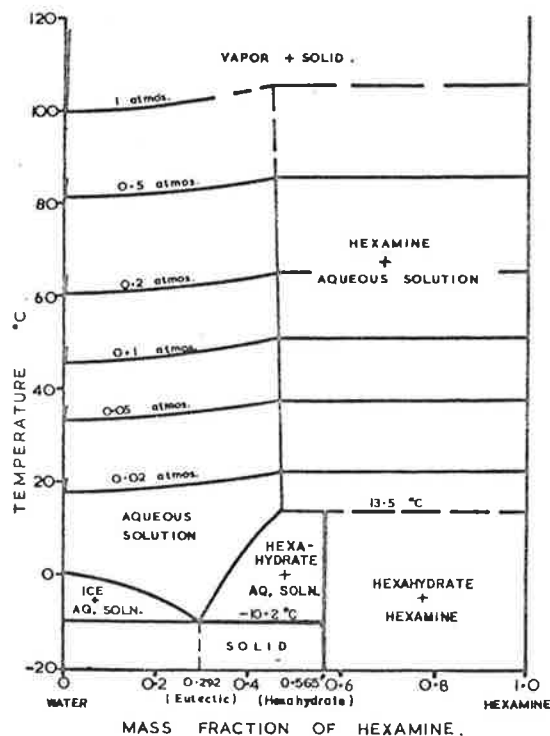 120
VAPOR + SOLID.
1 atmos.
100
0.5 atmos.
80
HEXAMINE
+
AQUEOUS SOLUTION
0.2 atmos.
60
0.1 atmos.
40
0.05 atmos.
0.02 atmos.
20
13.5 °C
AQUEOUS
SOLUTION
HEXA-
HYDRATE
+
AQ. SOLN.
0
ICE
+
AQ, SOLN.
HEXAHYDRATE
+
HEXAMINE
-10.2 °C
SOLID
-20
TEMPERATURE °C
0 0.2 0.292 0.4 0.565 0.6 0.8 1.0
WATER (Eutectic) (Hexahydrate) HEXAMINE
MASS FRACTION OF HEXAMINE.